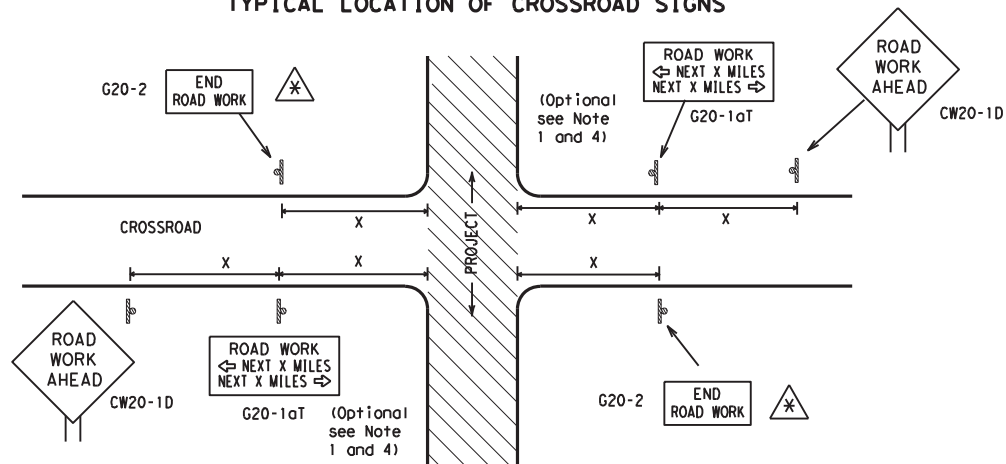 TYPICAL LOCATION OF CROSSROAD SIGNS
G20-2
END
ROAD WORK
*
(Optional
see Note
1 and 4)
ROAD WORK
⇦ NEXT X MILES
NEXT X MILES ⇨
G20-1aT
ROAD
WORK
AHEAD
CW20-1D
X
X
X
CROSSROAD
PROJECT
X
X
X
ROAD
WORK
AHEAD
CW20-1D
ROAD WORK
⇦ NEXT X MILES
NEXT X MILES ⇨
G20-1aT
(Optional
see Note
1 and 4)
G20-2
END
ROAD WORK
*